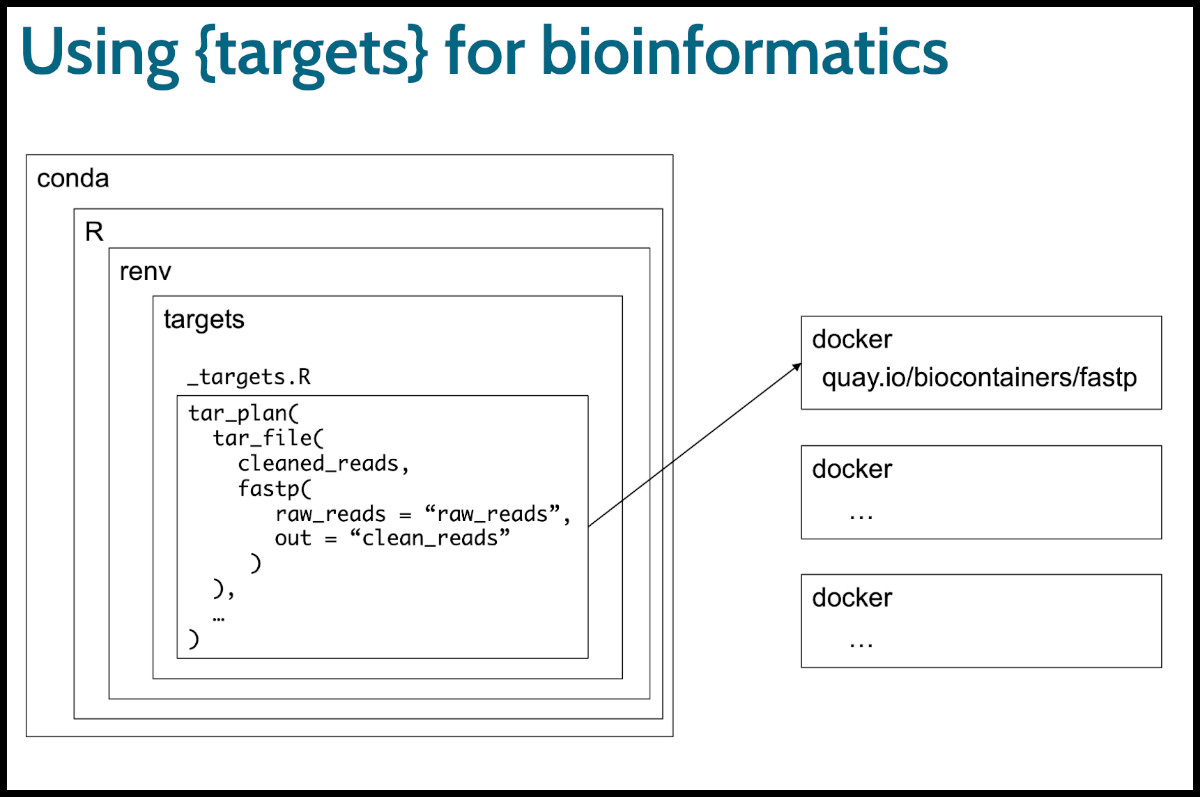 Using {targets} for bioinformatics
conda
R
renv
targets
_targets.R
tar_plan(
  tar_file(
    cleaned_reads,
    fastp(
       raw_reads = “raw_reads”,
       out = “clean_reads”
     )
  ),
  …
)
docker
quay.io/biocontainers/fastp
docker
…
docker
…